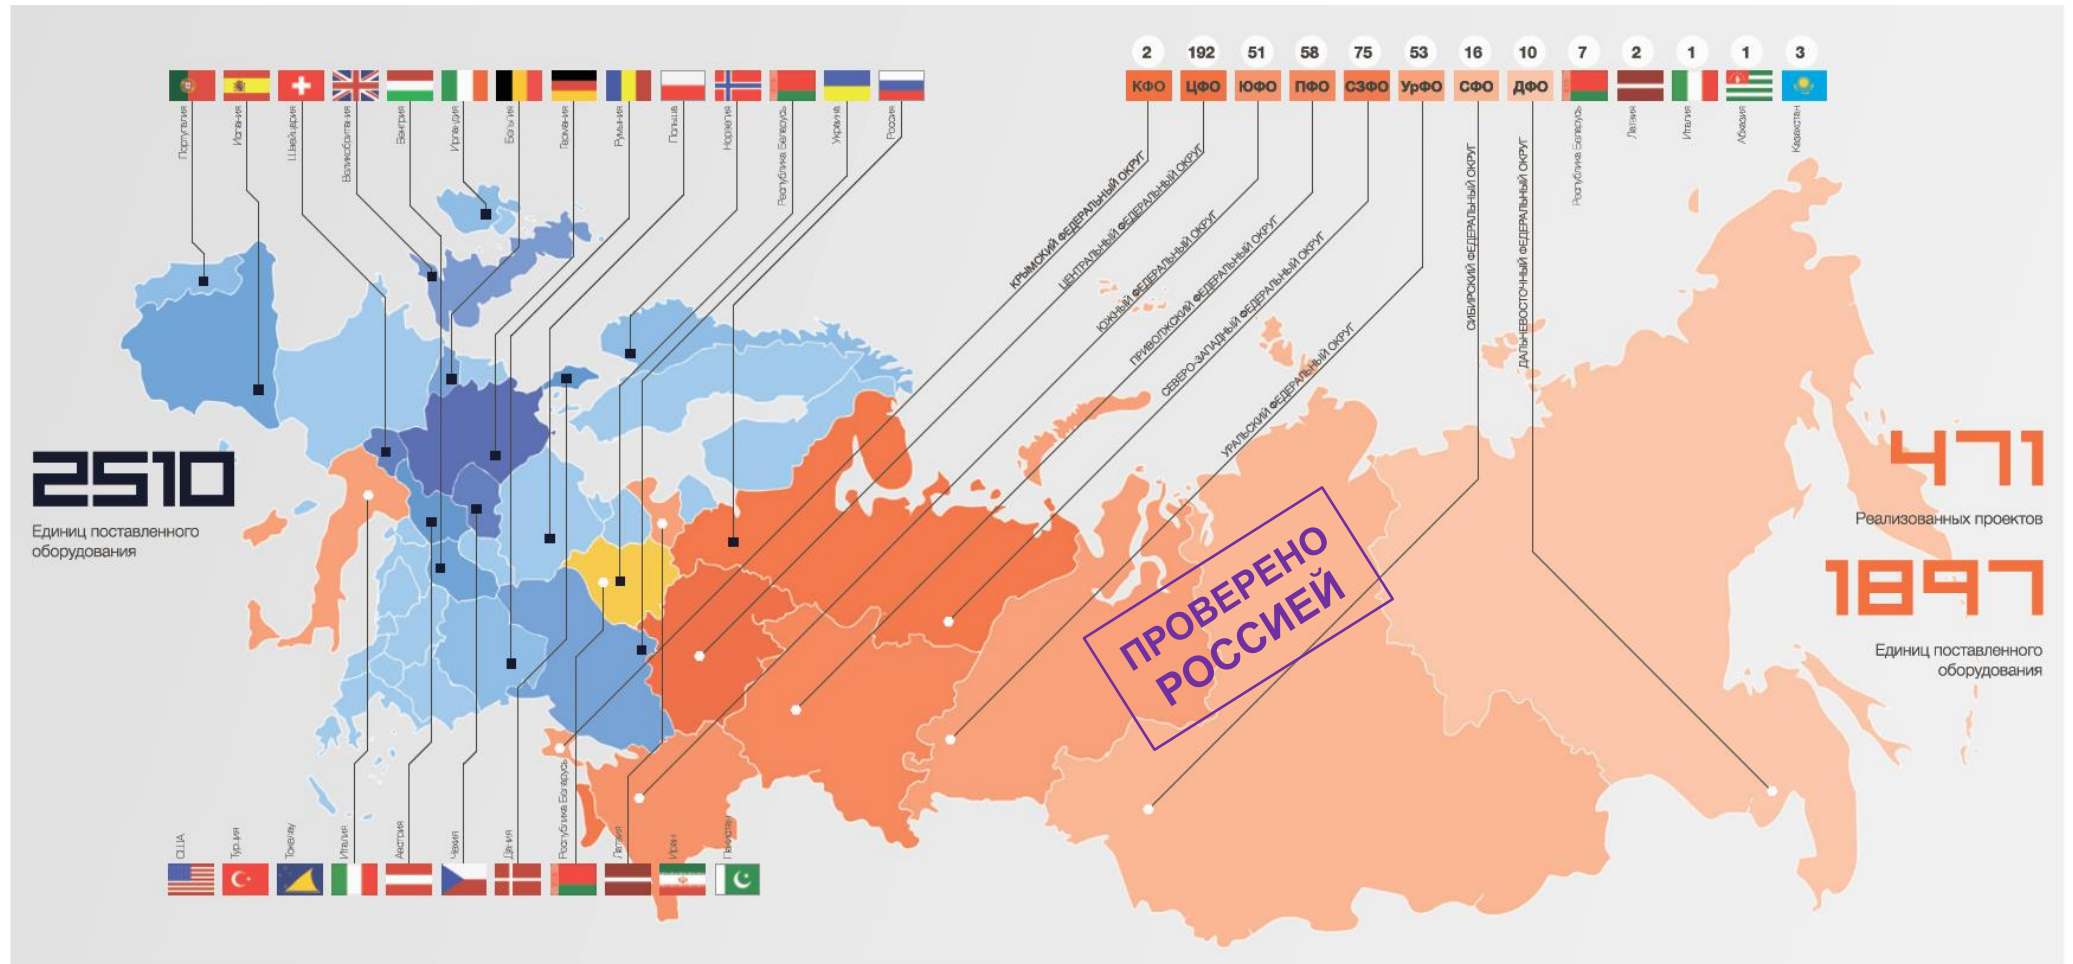 2
192
51
58
75
53
16
10
7
2
1
1
3
КФО
ЦФО
ЮФО
ПФО
СЗФО
УрФО
СФО
ДФО
Португалия
Испания
Швейцария
Великобритания
Венгрия
Ирландия
Бельгия
Германия
Румыния
Польша
Норвегия
Республика Беларусь
Украина
Россия
Республика Беларусь
Латвия
Италия
Абхазия
Казахстан
КРЫМСКИЙ ФЕДЕРАЛЬНЫЙ ОКРУГ
ЦЕНТРАЛЬНЫЙ ФЕДЕРАЛЬНЫЙ ОКРУГ
ЮЖНЫЙ ФЕДЕРАЛЬНЫЙ ОКРУГ
ПРИВОЛЖСКИЙ ФЕДЕРАЛЬНЫЙ ОКРУГ
СЕВЕРО-ЗАПАДНЫЙ ФЕДЕРАЛЬНЫЙ ОКРУГ
УРАЛЬСКИЙ ФЕДЕРАЛЬНЫЙ ОКРУГ
СИБИРСКИЙ ФЕДЕРАЛЬНЫЙ ОКРУГ
ДАЛЬНЕВОСТОЧНЫЙ ФЕДЕРАЛЬНЫЙ ОКРУГ
2510
Единиц поставленного
оборудования
471
Реализованных проектов
1897
Единиц поставленного
оборудования
ПРОВЕРЕНО
РОССИЕЙ
США
Турция
Токелау
Италия
Австрия
Чехия
Дания
Республика Беларусь
Латвия
Иран
Пакистан